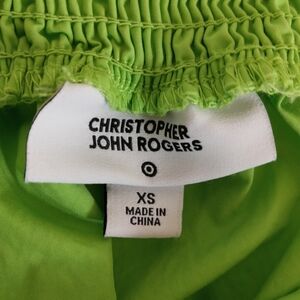 CHRISTOPHER
JOHN ROGERS
XS
MADE IN
CHINA